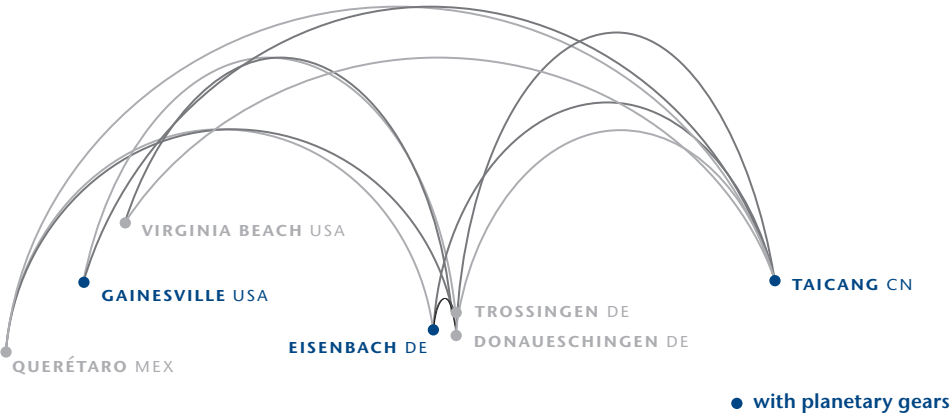 VIRGINIA BEACH USA
GAINESVILLE USA
TAICANG CN
TROSSINGEN DE
DONAUESCHINGEN DE
EISENBACH DE
QUERÉTARO MEX
with planetary gears